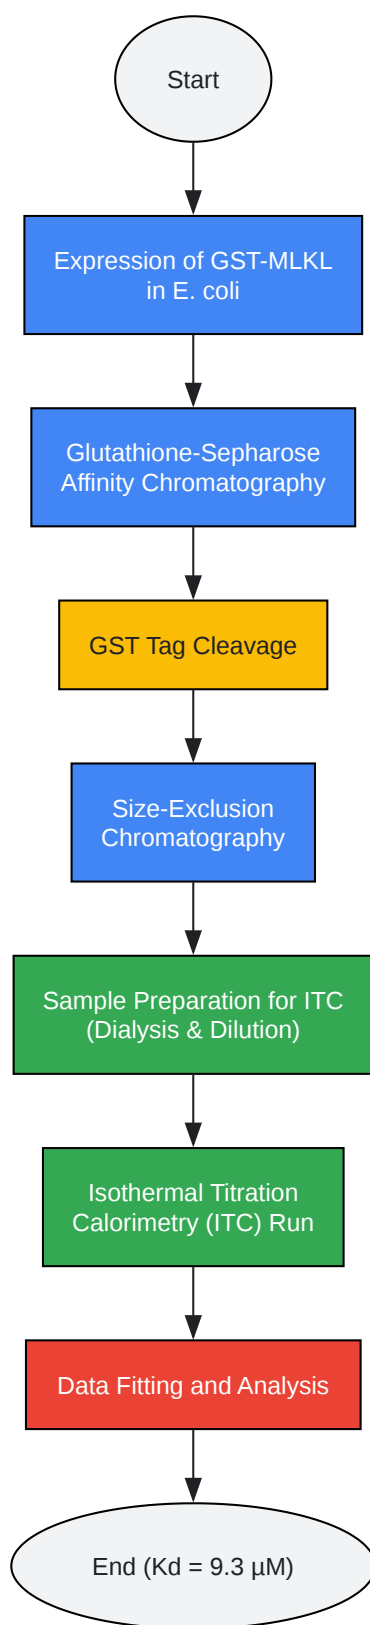 Start
Expression of GST-MLKL
in E. coli
Glutathione-Sepharose
Affinity Chromatography
GST Tag Cleavage
Size-Exclusion
Chromatography
Sample Preparation for ITC
(Dialysis & Dilution)
Isothermal Titration
Calorimetry (ITC) Run
Data Fitting and Analysis
End (Kd = 9.3 µM)